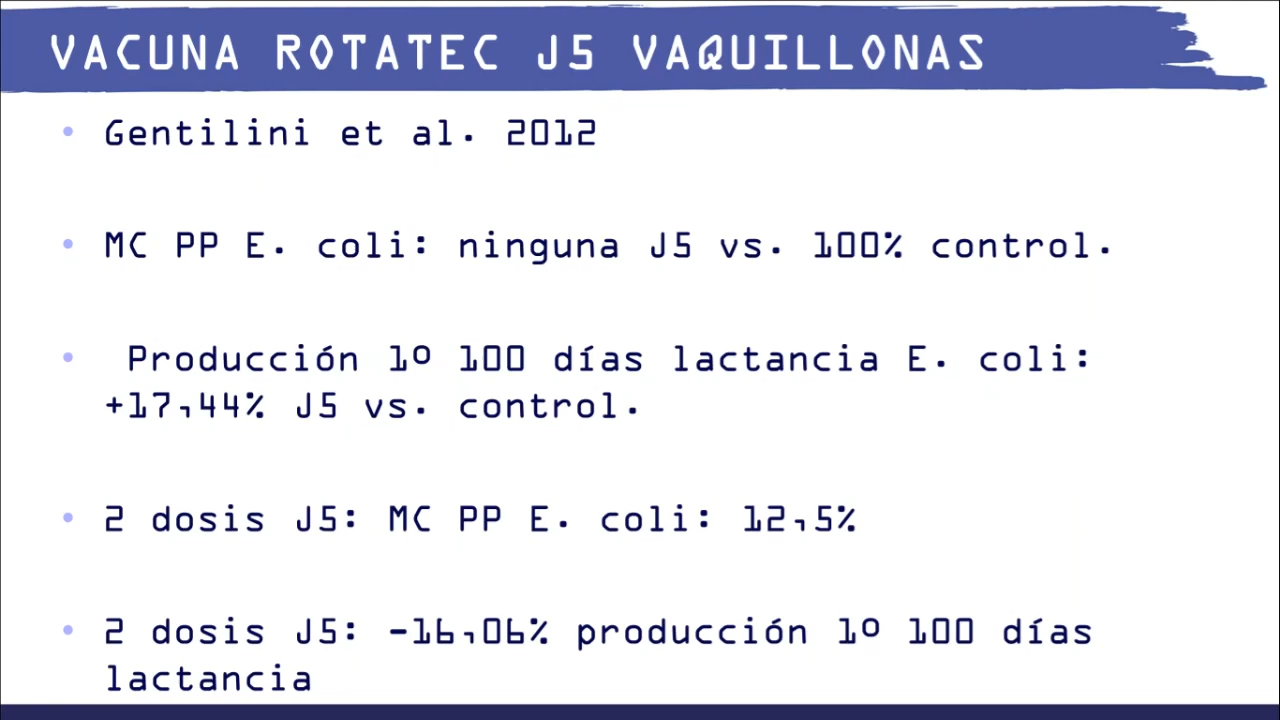 VACUNA ROTATEC J5 VAQUILLONAS
• Gentilini et al. 2012
• MC PP E. coli: ninguna J5 vs. 100% control.
• Producción 1º 100 días lactancia E. coli:
+17,44% J5 vs. control.
• 2 dosis J5: MC PP E. coli: 12,5%
• 2 dosis J5: -16,06% producción 1º 100 días
lactancia